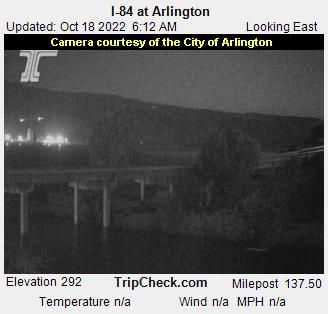 I-84 at Arlington
Updated: Oct 18 2022 6:12 AM Looking East
Camera courtesy of the City of Arlington
Elevation 292 TripCheck.com Milepost 137.50
Temperature n/a Wind n/a MPH n/a